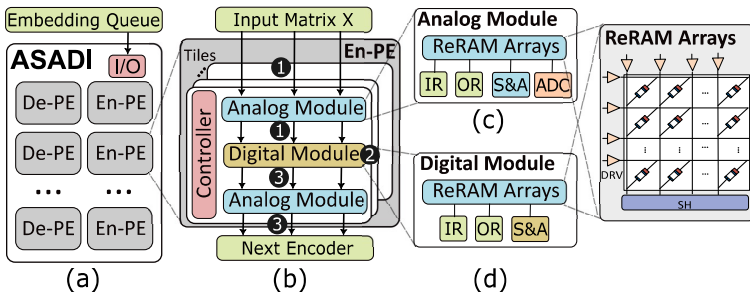 Embedding Queue
ASADI
I/O
De-PE
En-PE
De-PE
En-PE
...
...
De-PE
En-PE
(a)
Input Matrix X
Tiles
En-PE
...
1
Controller
Analog Module
1
Digital Module
2
3
Analog Module
3
Next Encoder
(b)
Analog Module
ReRAM Arrays
IR
OR
S&A
ADC
(c)
Digital Module
ReRAM Arrays
IR
OR
S&A
(d)
ReRAM Arrays
...
...
...
DRV
...
SH